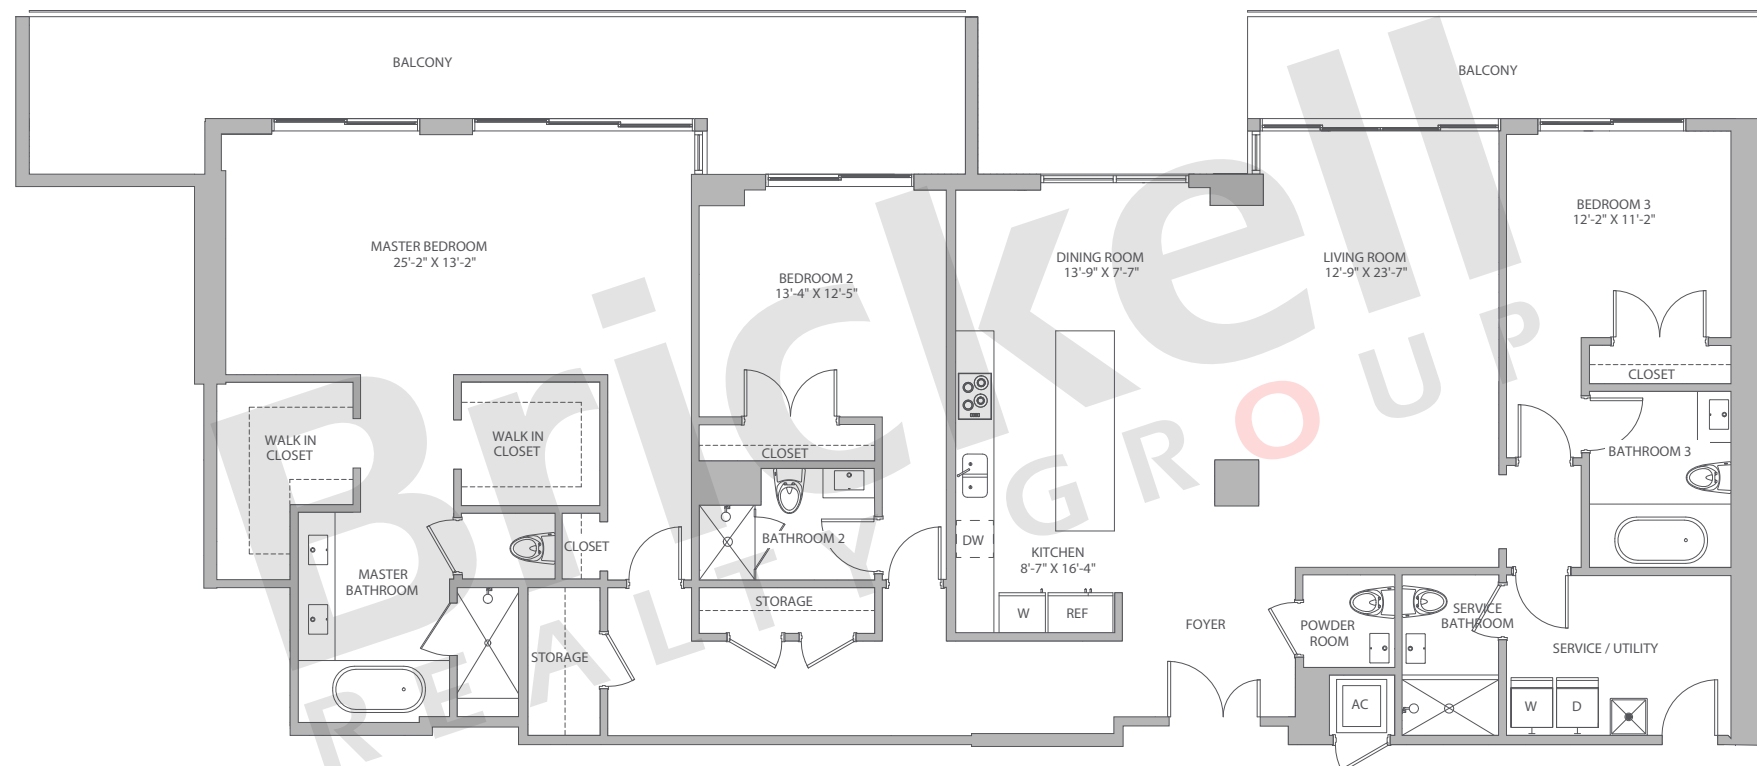 BALCONY
BALCONY
MASTER BEDROOM
25'-2" X 13'-2"
BEDROOM 2
13'-4" X 12'-5"
DINING ROOM
13'-9" X 7'-7"
LIVING ROOM
12'-9" X 23'-7"
BEDROOM 3
12'-2" X 11'-2"
CLOSET
WALK IN
CLOSET
WALK IN
CLOSET
CLOSET
BATHROOM 3
BATHROOM 2
CLOSET
DW
KITCHEN
8'-7" X 16'-4"
MASTER
BATHROOM
STORAGE
W
REF
FOYER
POWDER
ROOM
SERVICE
BATHROOM
SERVICE / UTILITY
STORAGE
AC
W
D
Brickell
REALTY GROUP